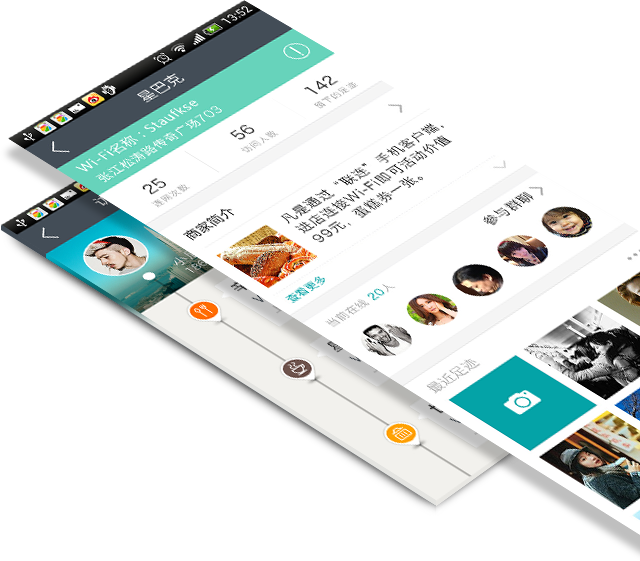 13:52
星巴克
Wi-Fi名称：Staufkse
张江松涛路传奇广场703
25
连线次数
56
访问人数
142
留下的足迹
商家简介
凡是通过“联连”手机客户端，
进店连接Wi-Fi即可活动价值
99元，蛋糕券一张。
查看更多
参与群聊
当前在线 20人
最近足迹